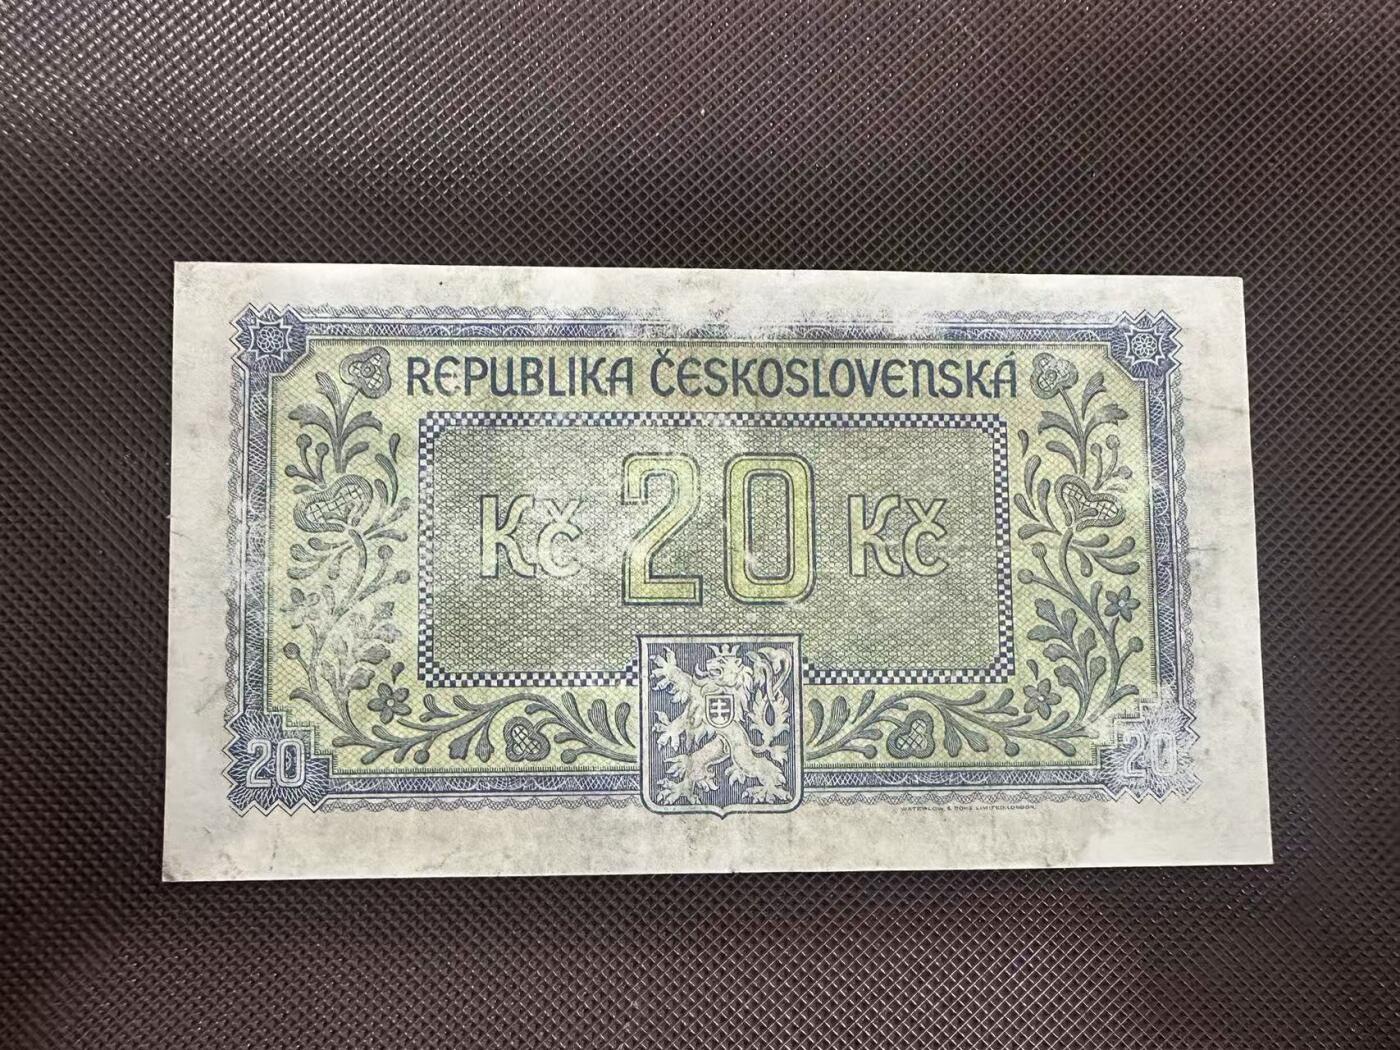 REPUBLIKA ČESKOSLOVENSKÁ
Kč 20 Kč
20 20
WATERLOW & SONS LIMITED, LONDON.